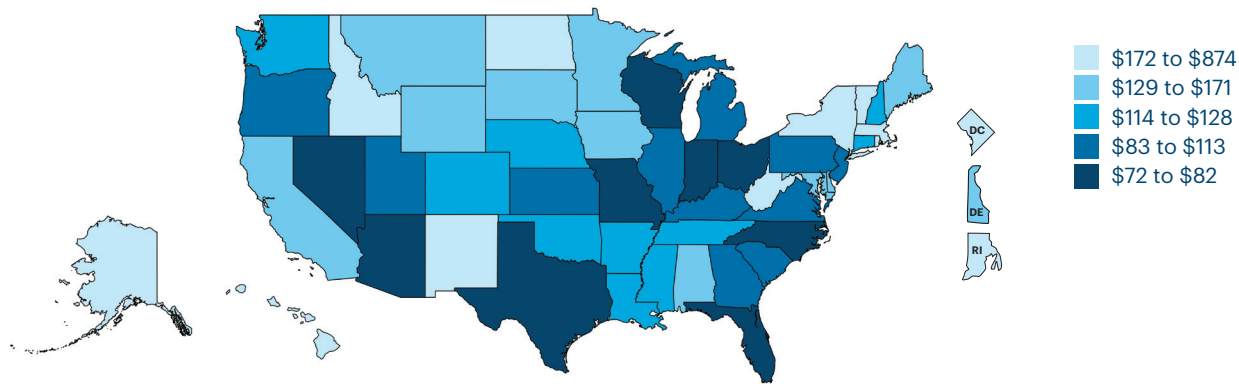 $172 to $874
$129 to $171
$114 to $128
$83 to $113
$72 to $82
DC
DE
RI